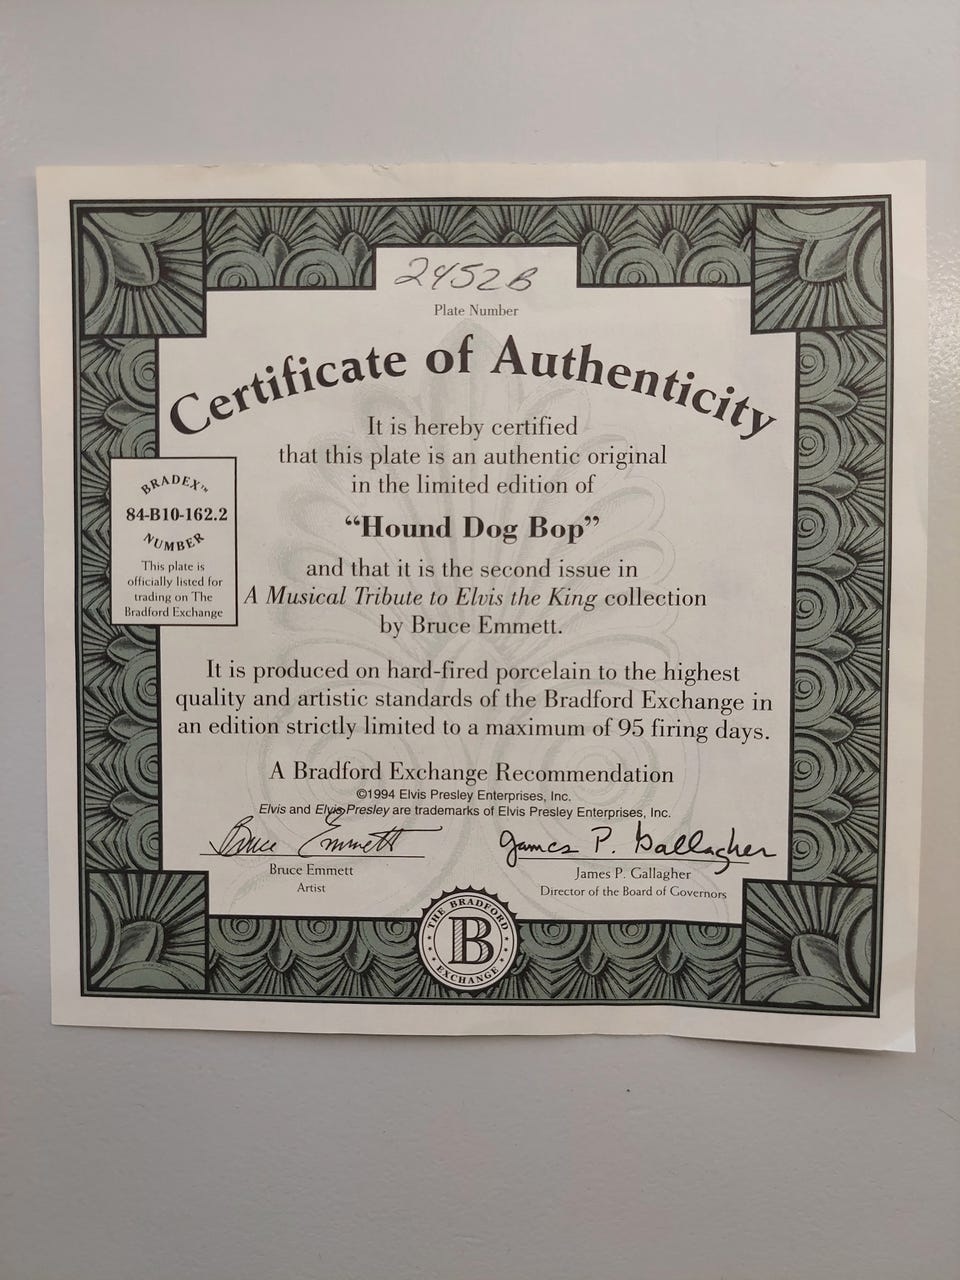 2452B
Plate Number
Certificate of Authenticity
It is hereby certified
that this plate is an authentic original
in the limited edition of
“Hound Dog Bop”
and that it is the second issue in
A Musical Tribute to Elvis the King collection
by Bruce Emmett.
BRADEX™
84-B10-162.2
NUMBER
This plate is
officially listed for
trading on The
Bradford Exchange
It is produced on hard-fired porcelain to the highest
quality and artistic standards of the Bradford Exchange in
an edition strictly limited to a maximum of 95 firing days.
A Bradford Exchange Recommendation
©1994 Elvis Presley Enterprises, Inc.
Elvis and Elvis Presley are trademarks of Elvis Presley Enterprises, Inc.
Bruce Emmett
Bruce Emmett
Artist
James P. Gallagher
James P. Gallagher
Director of the Board of Governors
THE BRADFORD
B
EXCHANGE